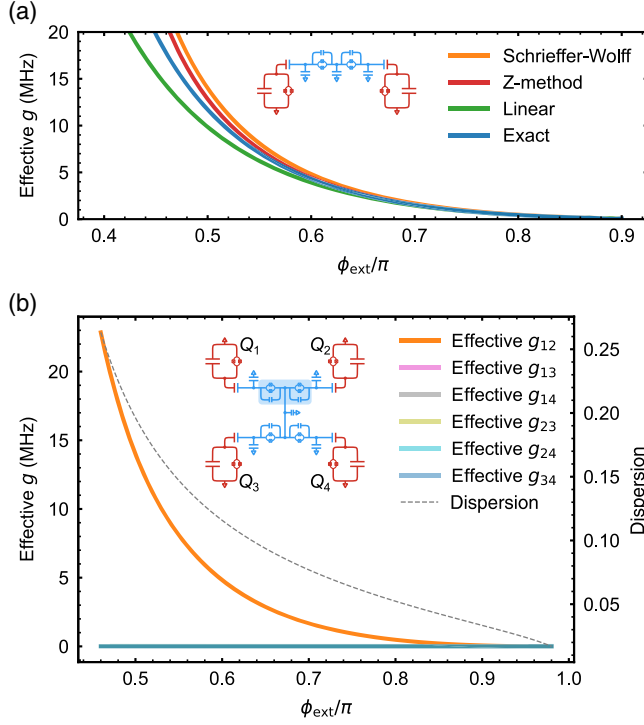 (a)
20
15
10
5
0
Effective g (MHz)
Schrieffer-Wolff
Z-method
Linear
Exact
0.4 0.5 0.6 0.7 0.8 0.9
ϕext/π
(b)
20
15
10
5
0
Effective g (MHz)
Q1 Q2
Q3 Q4
Effective g12
Effective g13
Effective g14
Effective g23
Effective g24
Effective g34
Dispersion
0.25
0.20
0.15
0.10
0.05
Dispersion
0.5 0.6 0.7 0.8 0.9 1.0
ϕext/π